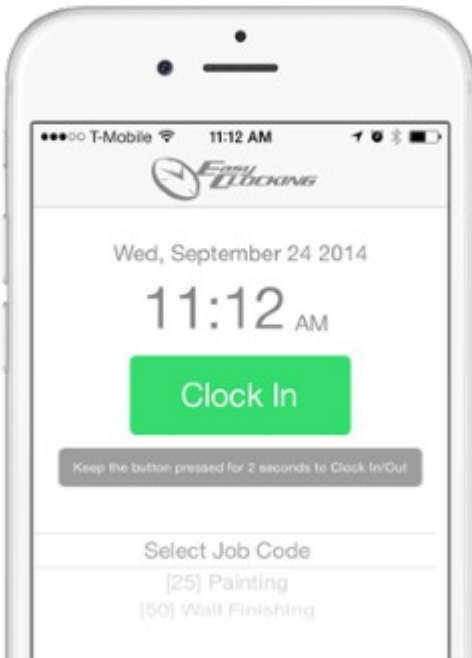 T-Mobile 11:12 AM
Easy
Clocking
Wed, September 24 2014
11:12 AM
Clock In
Keep the button pressed for 2 seconds to Clock In/Out
Select Job Code
[25] Painting
[50] Wall Finishing